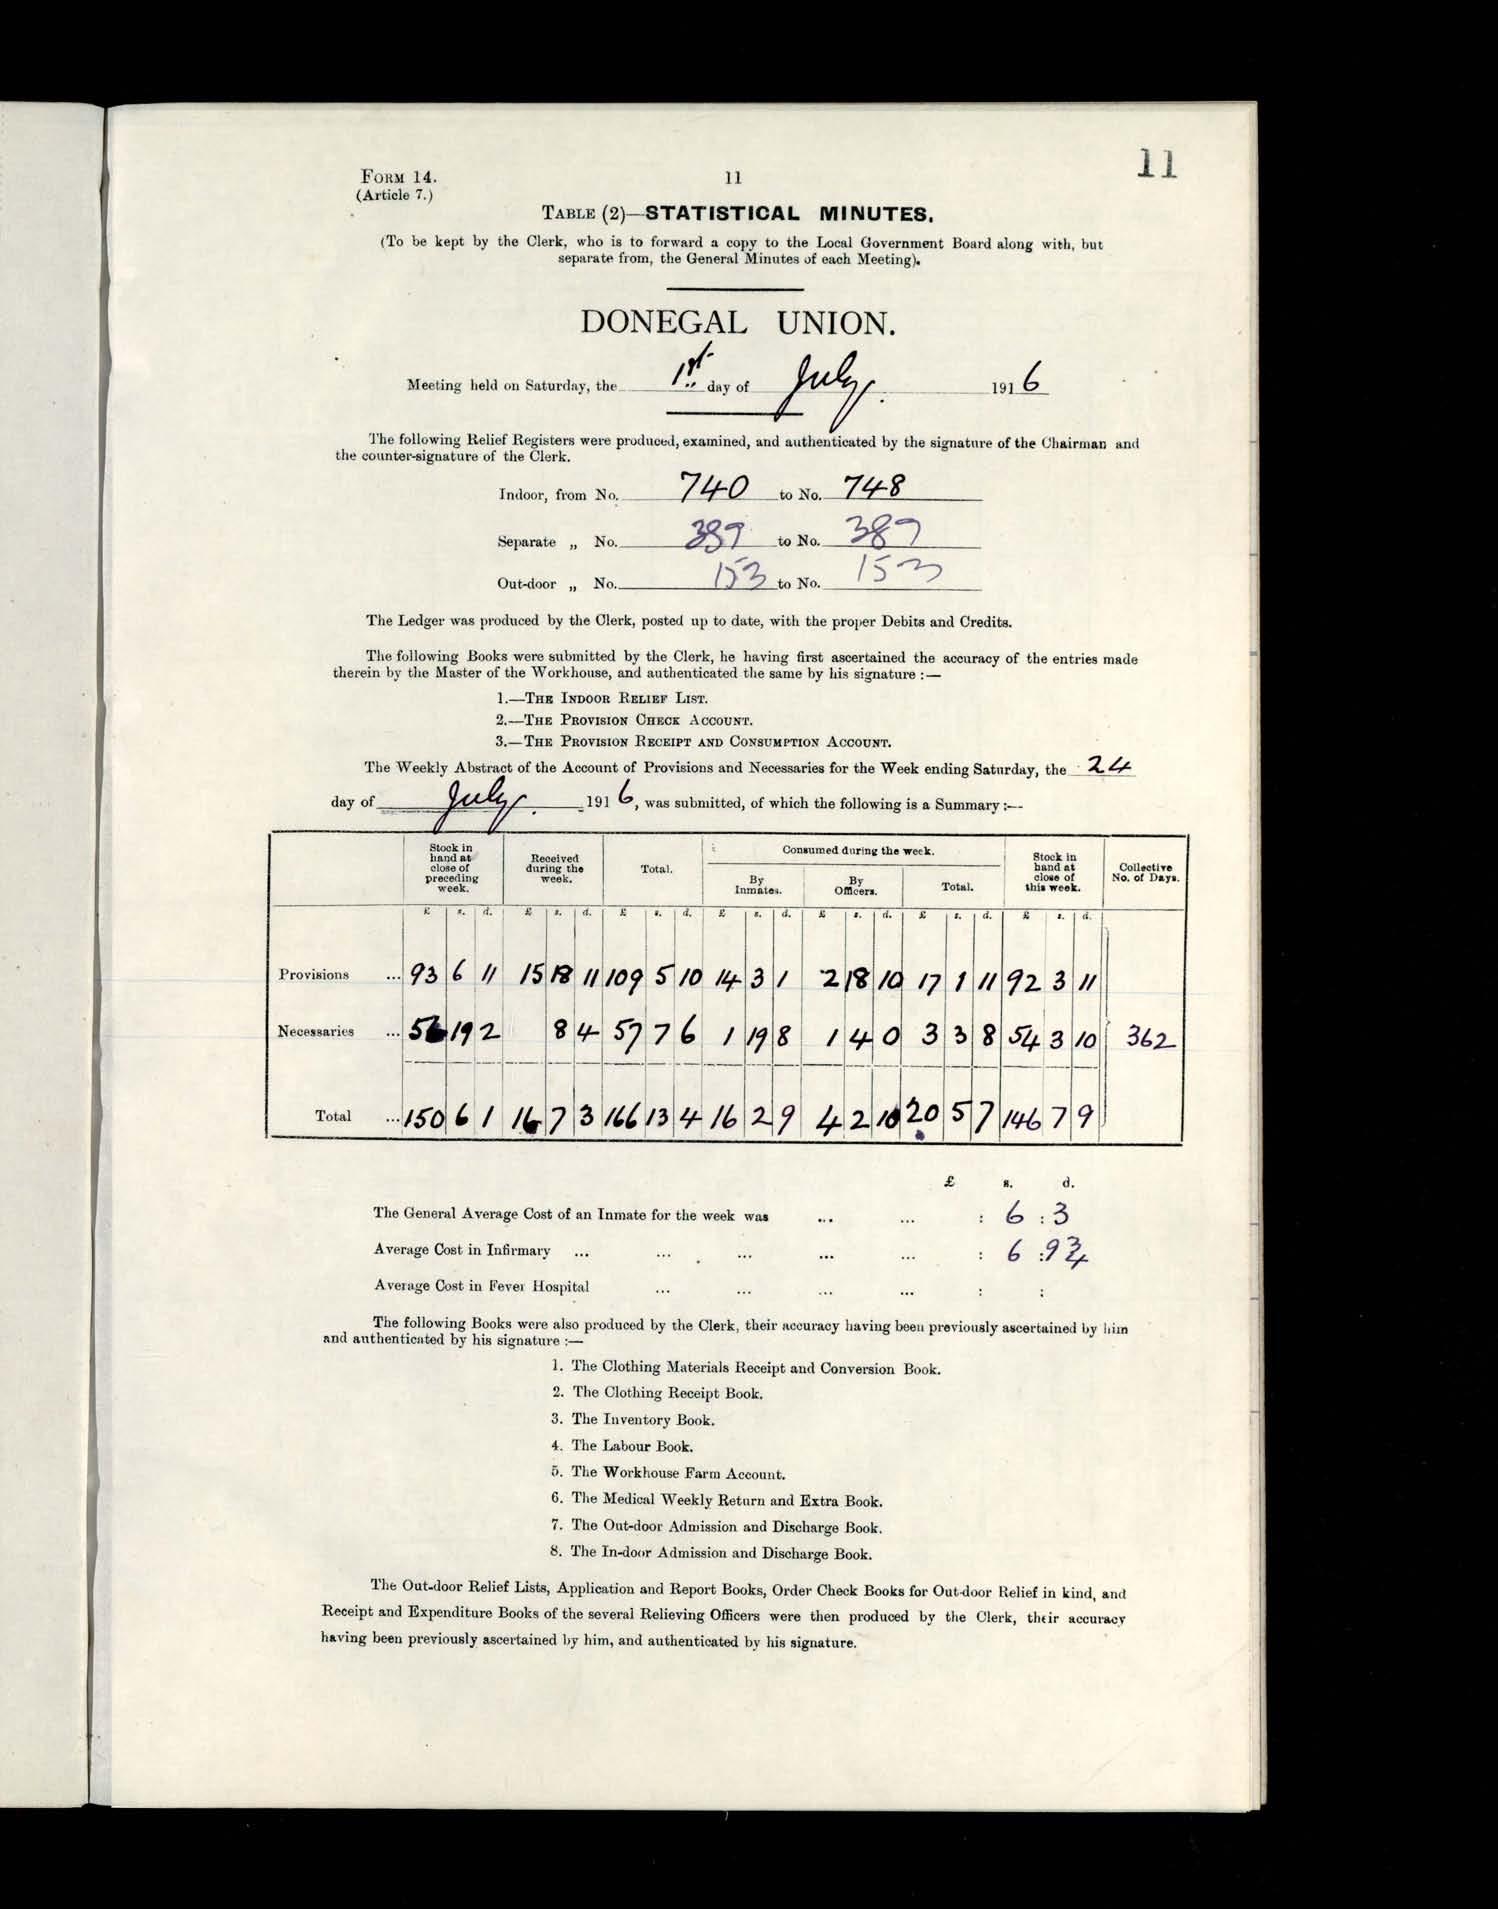 11
FORM 14.
11
(Article 7.)
TABLE (2)—STATISTICAL MINUTES.
(To be kept by the Clerk, who is to forward a copy to the Local Government Board along with, but
separate from, the General Minutes of each Meeting).
DONEGAL UNION.
Meeting held on Saturday, the 1st day of July. 1916
The following Relief Registers were produced, examined, and authenticated by the signature of the Chairman and
the counter-signature of the Clerk.
Indoor, from No. 740 to No. 748
Separate „ No. 389 to No. 389
Out-door „ No. 153 to No. 153
The Ledger was produced by the Clerk, posted up to date, with the proper Debits and Credits.
The following Books were submitted by the Clerk, he having first ascertained the accuracy of the entries made
therein by the Master of the Workhouse, and authenticated the same by his signature :—
1.—THE INDOOR RELIEF LIST.
2.—THE PROVISION CHECK ACCOUNT.
3.—THE PROVISION RECEIPT AND CONSUMPTION ACCOUNT.
The Weekly Abstract of the Account of Provisions and Necessaries for the Week ending Saturday, the 24
day of July. 1916, was submitted, of which the following is a Summary :—
Stock in hand at close of preceding week. Received during the week. Total. Consumed during the week. Stock in hand at close of this week. Collective No. of Days.
By Inmates. By Officers. Total.
£ s. d. £ s. d. £ s. d. £ s. d. £ s. d. £ s. d. £ s. d.
Provisions ... 93 6 11 15 18 11 109 5 10 14 3 1 2 18 10 17 1 11 92 3 11
Necessaries ... 56 19 2 8 4 57 7 6 1 19 8 1 4 0 3 3 8 54 3 10 362
Total ... 150 6 1 16 7 3 166 13 4 16 2 9 4 2 10 20 5 7 146 7 9
£ s. d.
The General Average Cost of an Inmate for the week was ... ... : 6 : 3
Average Cost in Infirmary ... ... ... ... ... : 6 : 9¾
Average Cost in Fever Hospital ... ... ... ... : :
The following Books were also produced by the Clerk, their accuracy having been previously ascertained by him
and authenticated by his signature :—
1. The Clothing Materials Receipt and Conversion Book.
2. The Clothing Receipt Book.
3. The Inventory Book.
4. The Labour Book.
5. The Workhouse Farm Account.
6. The Medical Weekly Return and Extra Book.
7. The Out-door Admission and Discharge Book.
8. The In-door Admission and Discharge Book.
The Out-door Relief Lists, Application and Report Books, Order Check Books for Out-door Relief in kind, and
Receipt and Expenditure Books of the several Relieving Officers were then produced by the Clerk, their accuracy
having been previously ascertained by him, and authenticated by his signature.